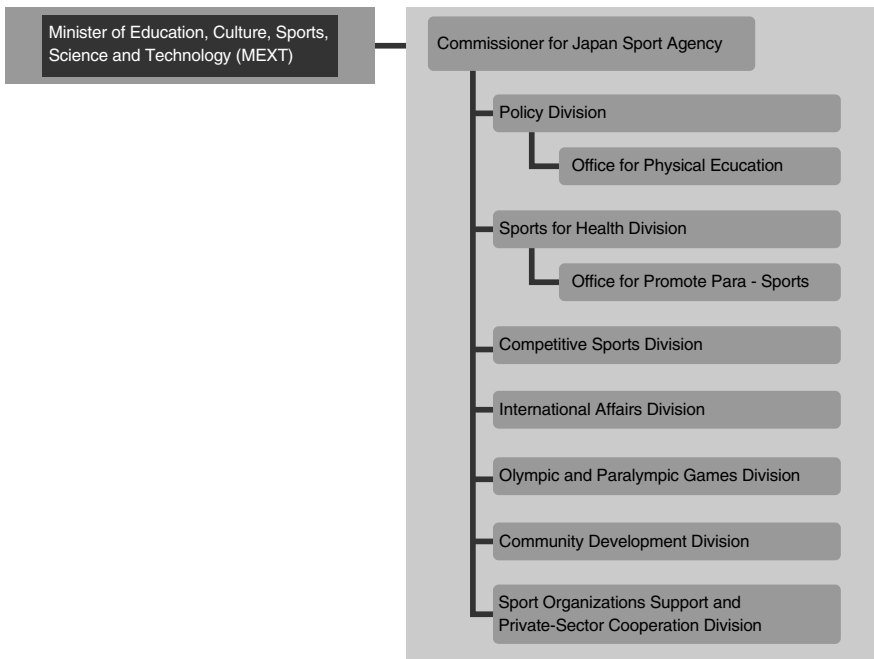 Minister of Education, Culture, Sports,
Science and Technology (MEXT)
Commissioner for Japan Sport Agency
Policy Division
Office for Physical Ecucation
Sports for Health Division
Office for Promote Para - Sports
Competitive Sports Division
International Affairs Division
Olympic and Paralympic Games Division
Community Development Division
Sport Organizations Support and
Private-Sector Cooperation Division